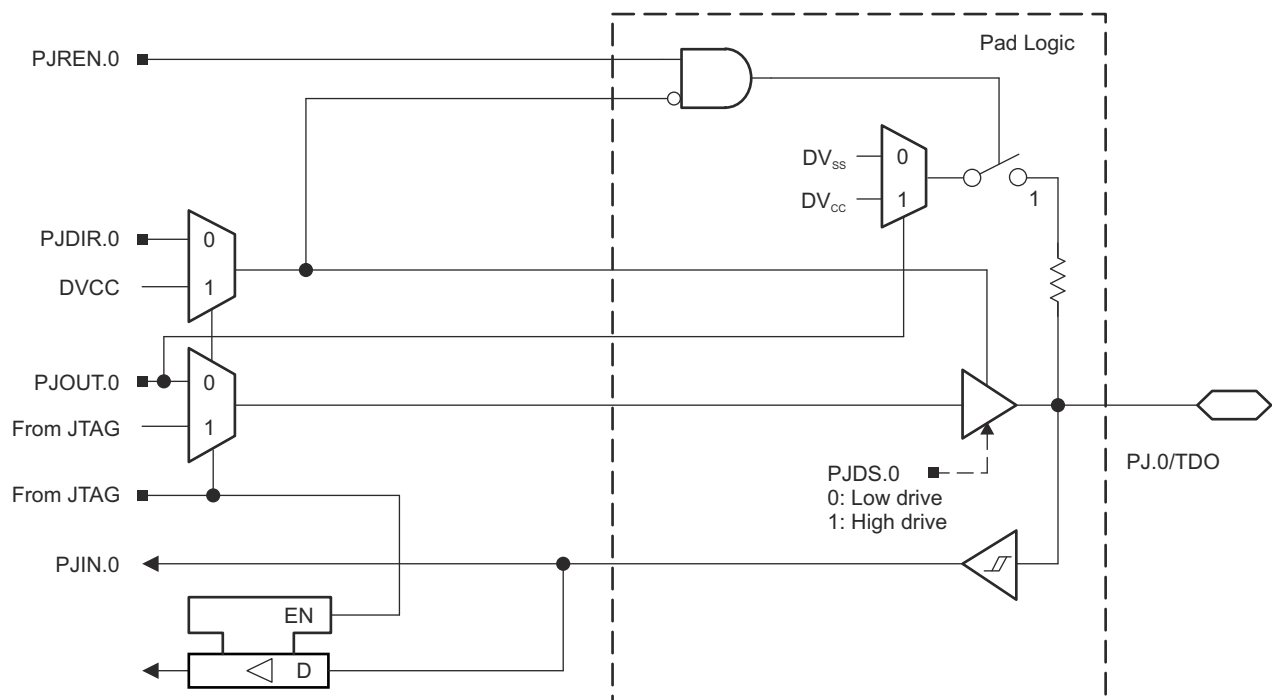 Pad Logic
PJREN.0
DVSS 0
DVCC 1
1
PJDIR.0 0
DVCC 1
PJOUT.0 0
From JTAG 1
From JTAG
PJDS.0
0: Low drive
1: High drive
PJ.0/TDO
PJIN.0
EN
D